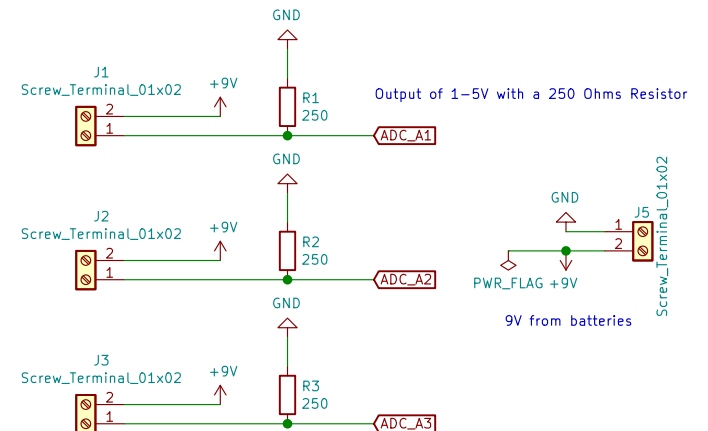 GND
J1
Screw_Terminal_01x02
+9V
2
1
R1
250
Output of 1-5V with a 250 Ohms Resistor
ADC_A1
GND
J2
Screw_Terminal_01x02
+9V
2
1
R2
250
ADC_A2
GND
J3
Screw_Terminal_01x02
+9V
2
1
R3
250
ADC_A3
GND
J5
Screw_Terminal_01x02
1
2
PWR_FLAG
+9V
9V from batteries